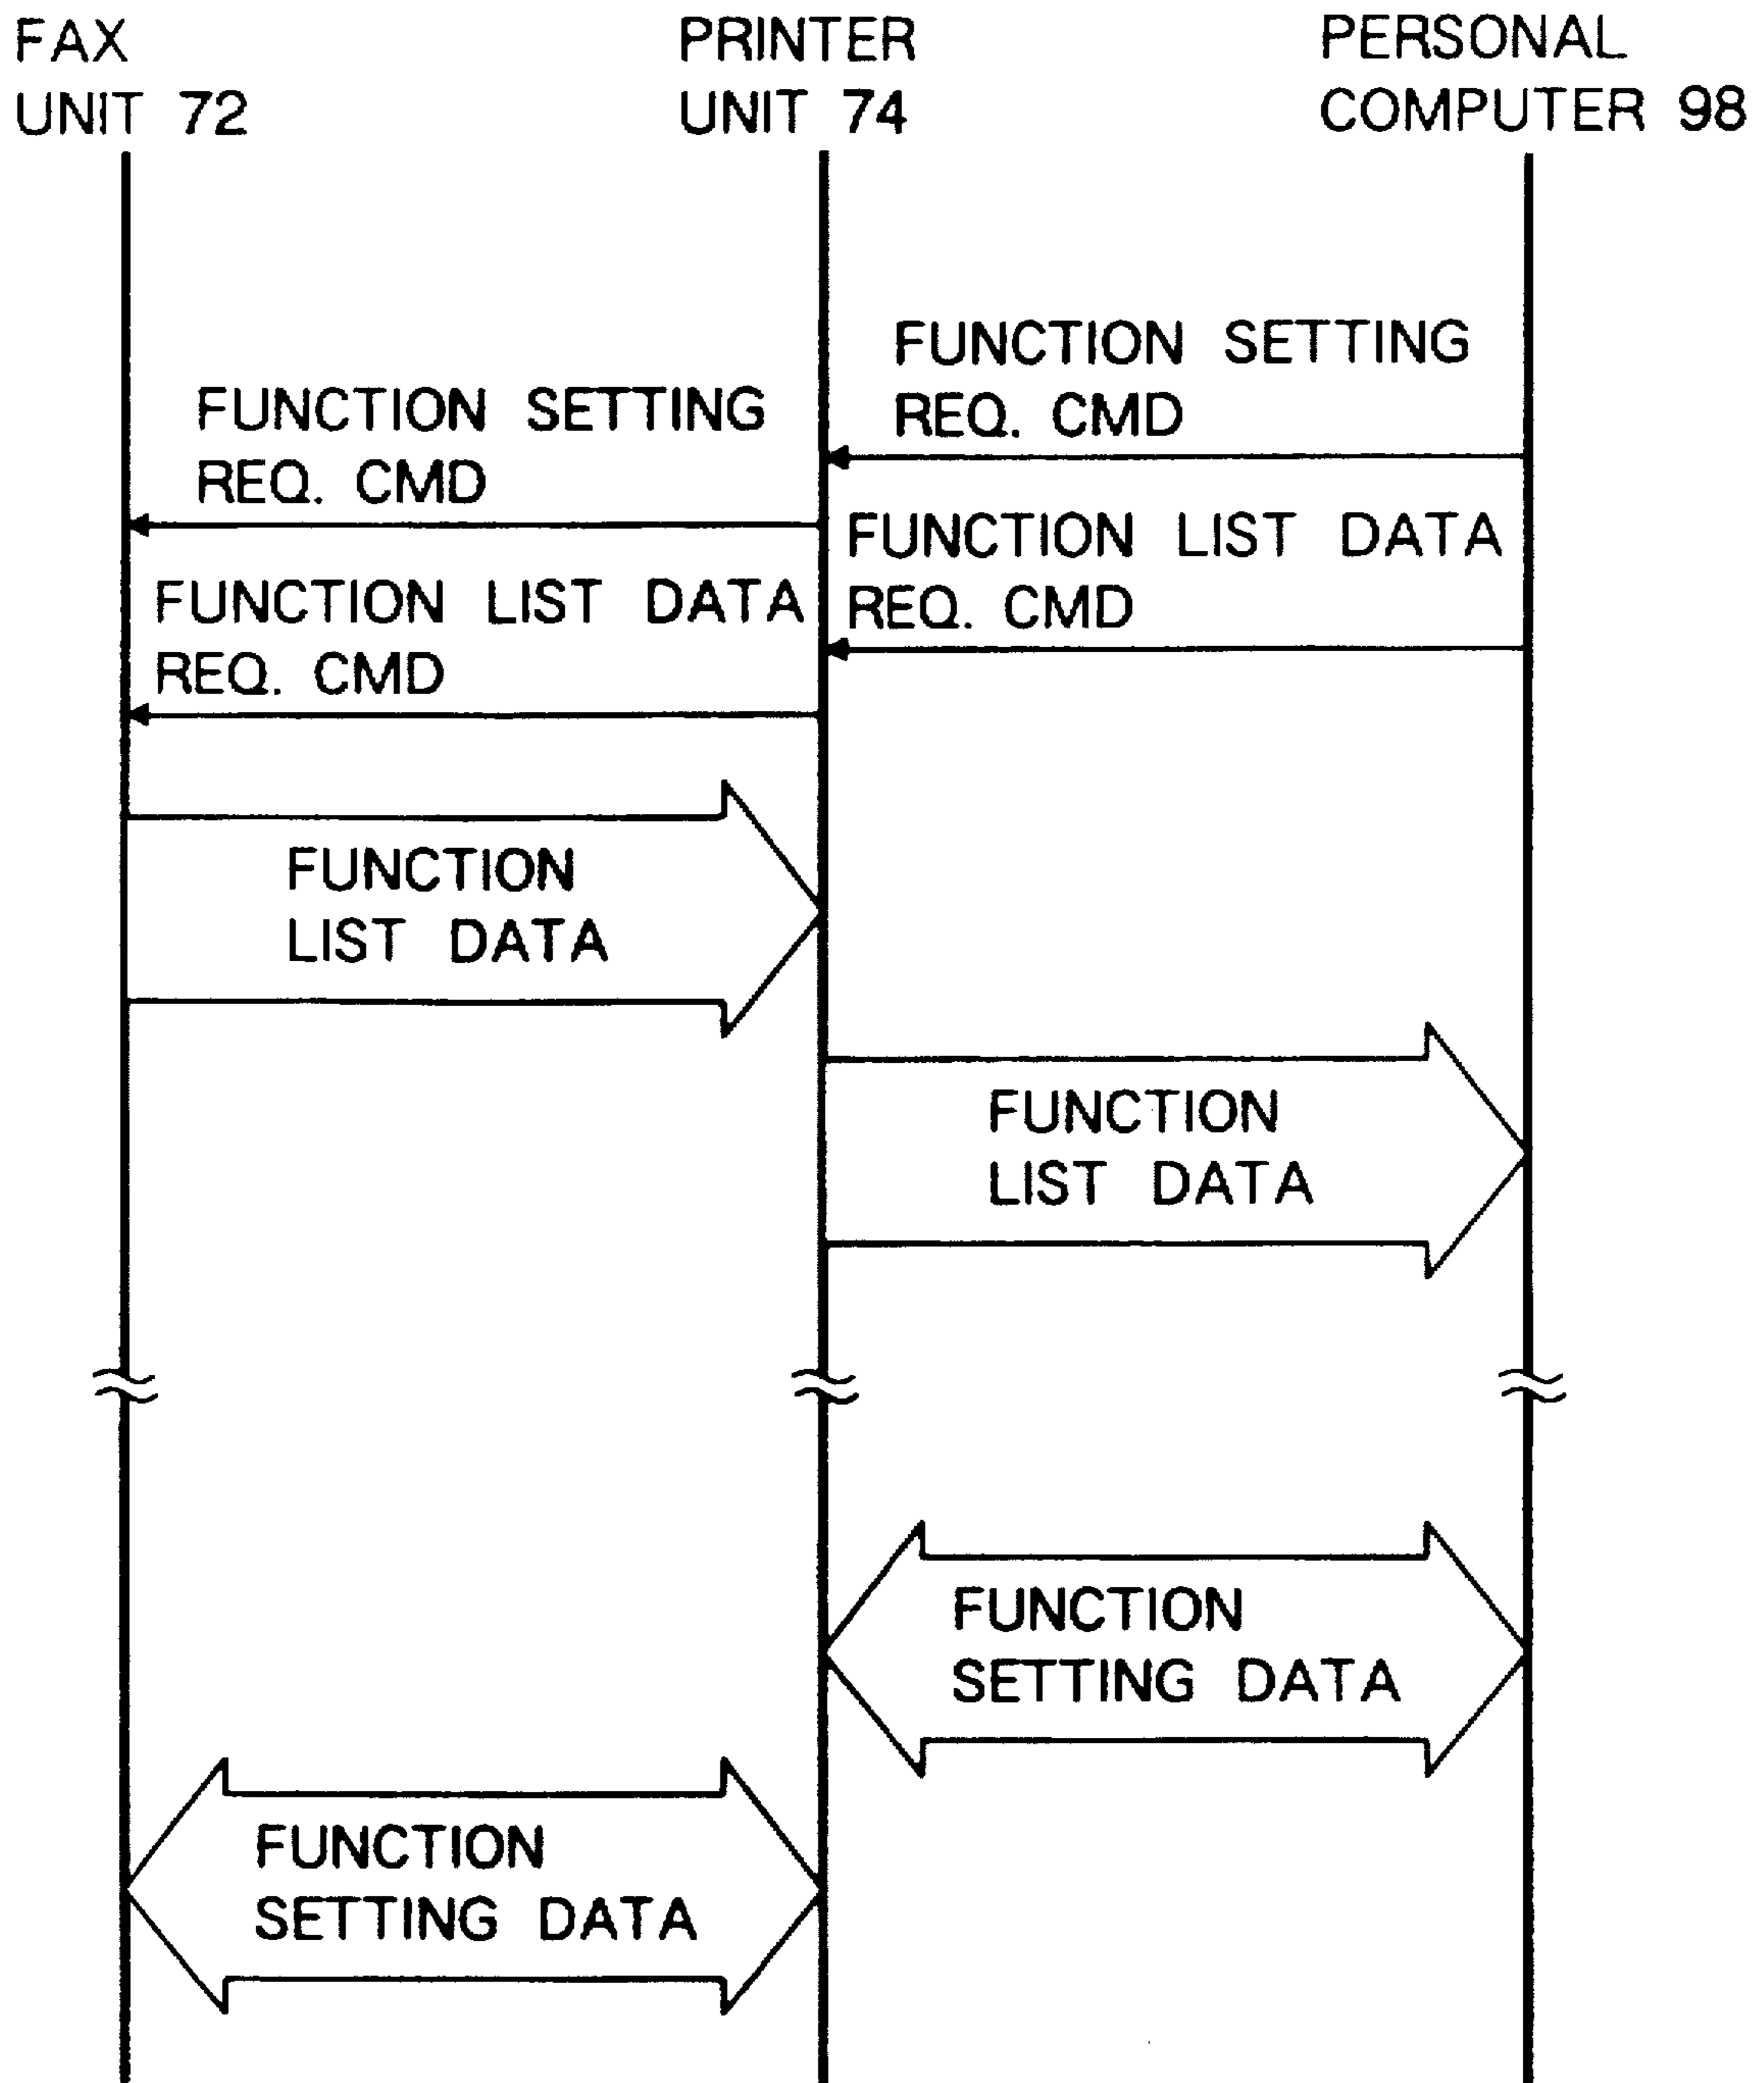 FAX
UNIT 72
PRINTER
UNIT 74
PERSONAL
COMPUTER 98
FUNCTION SETTING
REQ. CMD
FUNCTION SETTING
REQ. CMD
FUNCTION LIST DATA
REQ. CMD
FUNCTION LIST DATA
REQ. CMD
FUNCTION
LIST DATA
FUNCTION
LIST DATA
FUNCTION
SETTING DATA
FUNCTION
SETTING DATA